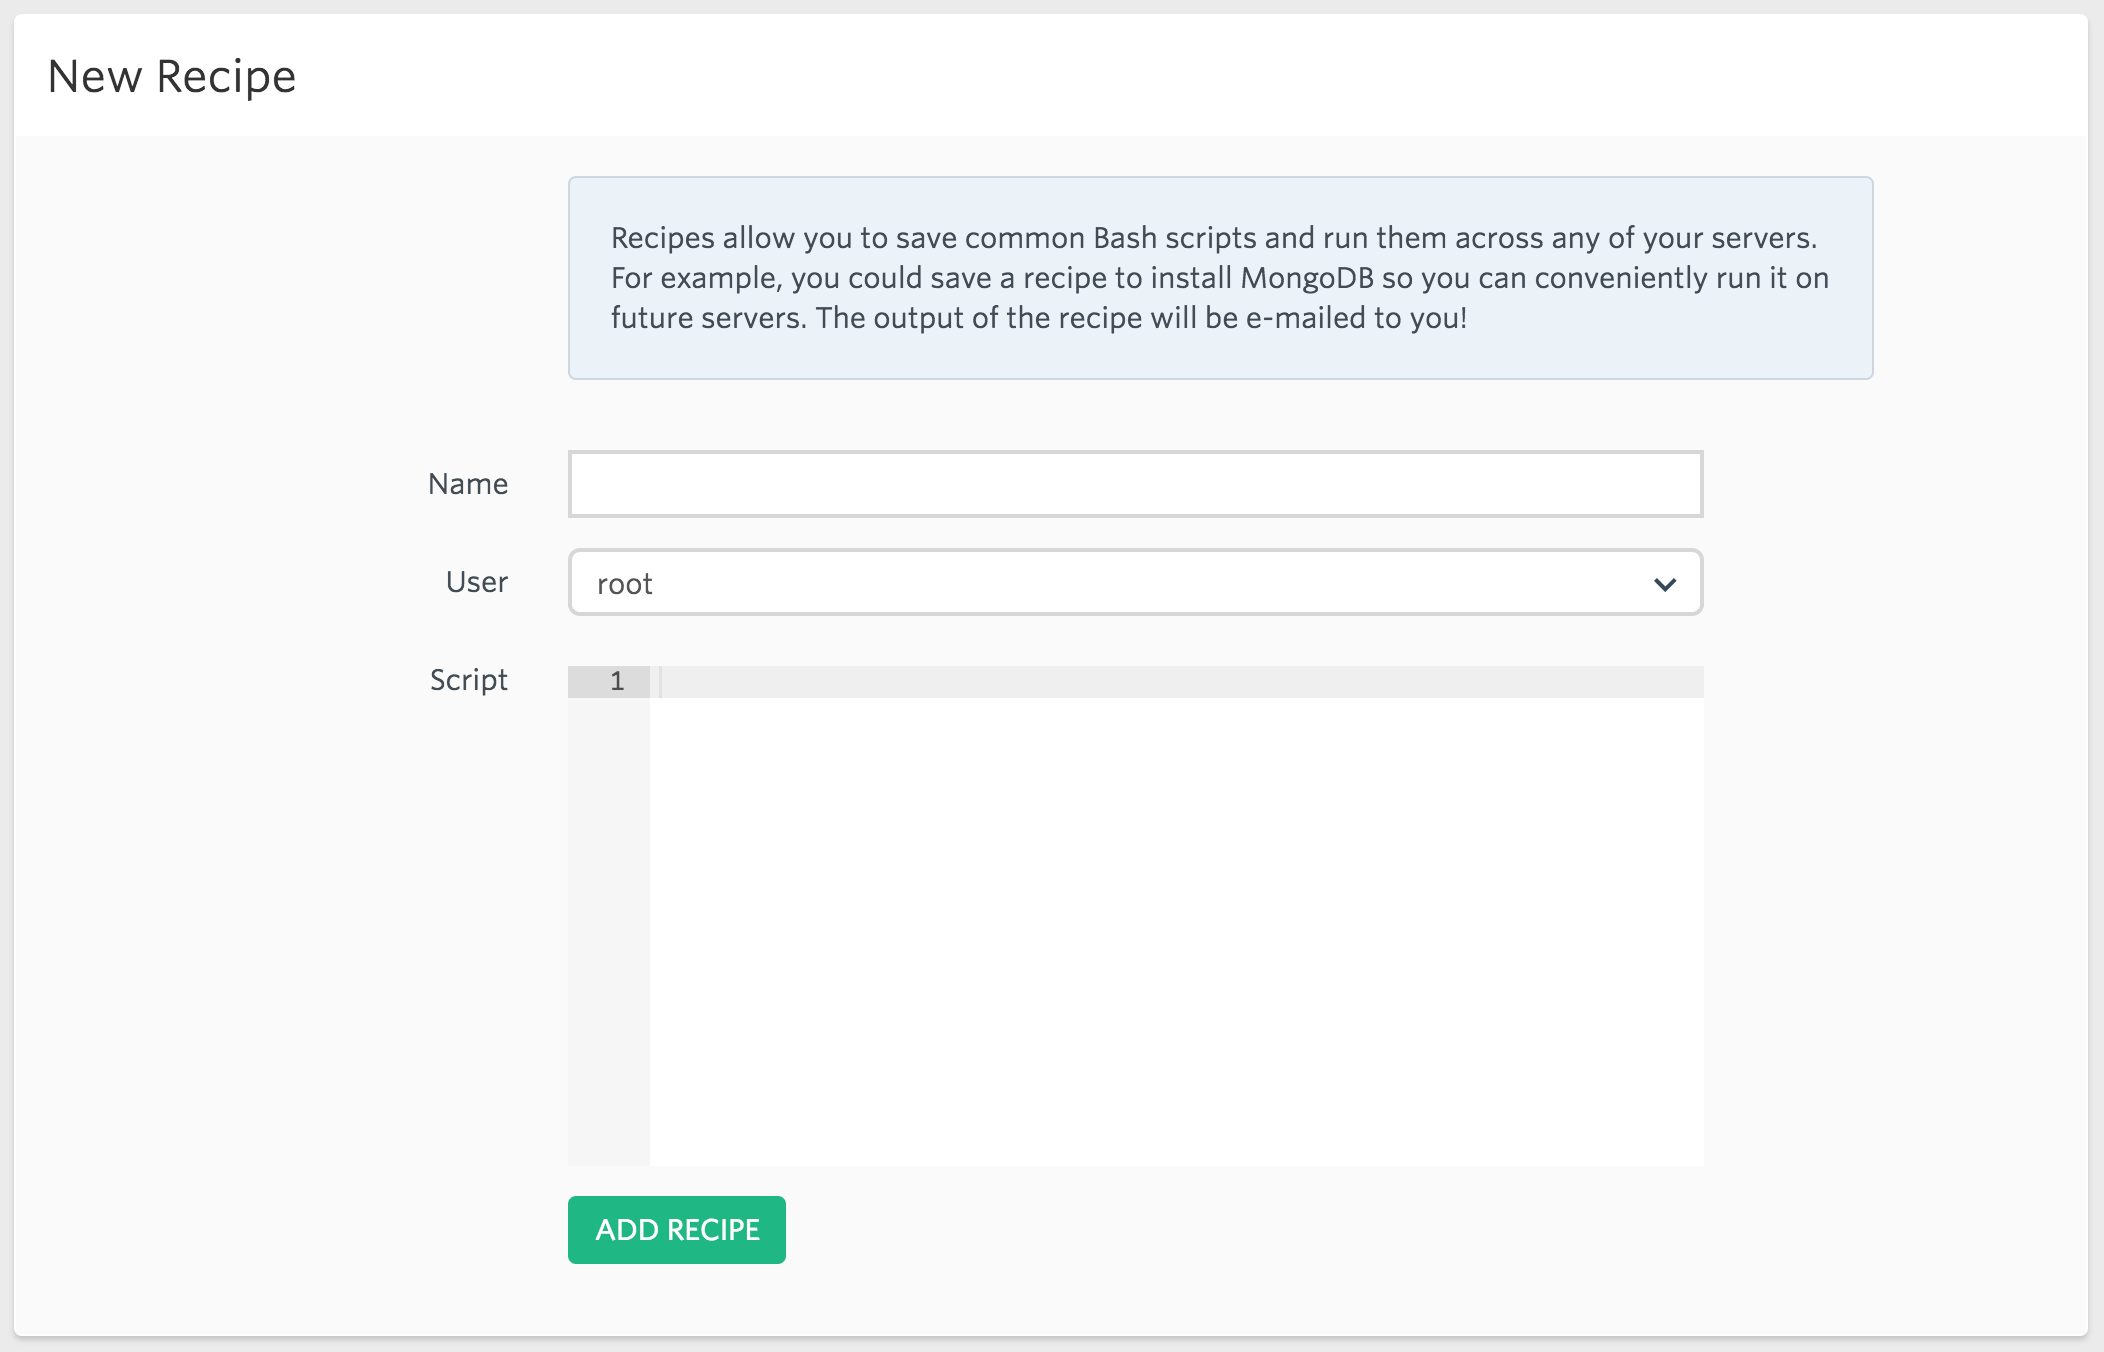 New Recipe
Recipes allow you to save common Bash scripts and run them across any of your servers.
For example, you could save a recipe to install MongoDB so you can conveniently run it on
future servers. The output of the recipe will be e-mailed to you!
Name
User
root
Script
1
ADD RECIPE